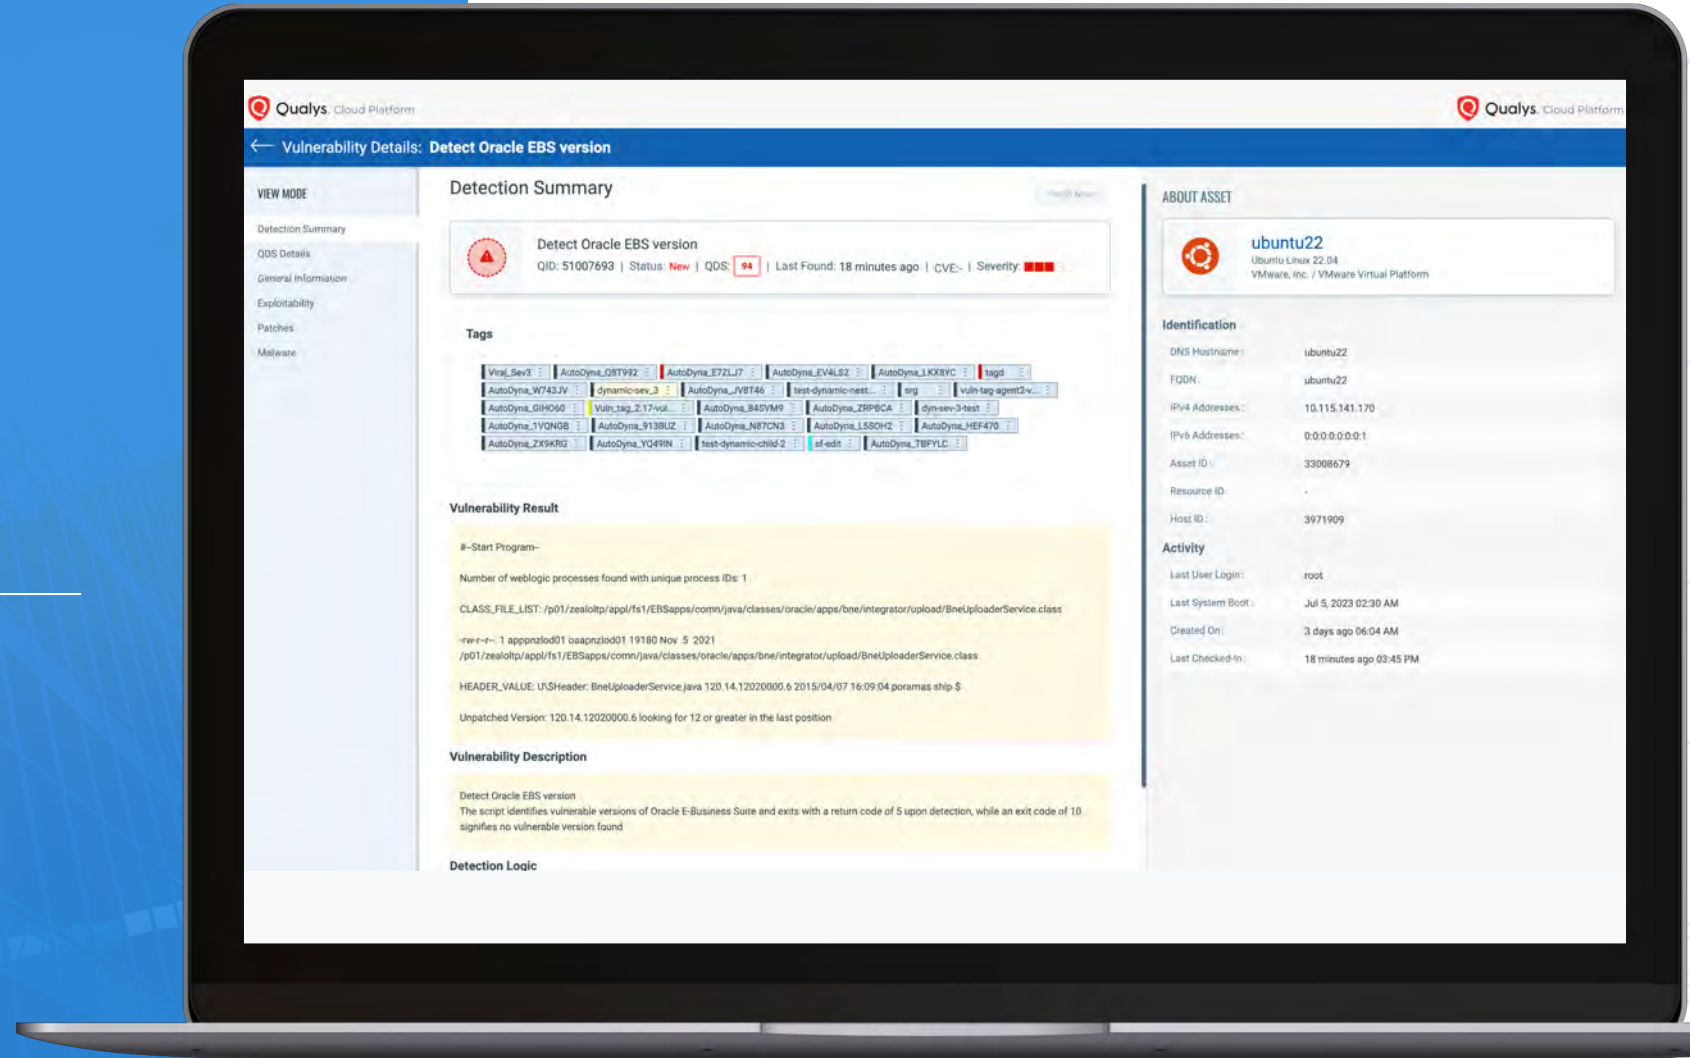 Qualys. Cloud Platform
Qualys. Cloud Platform
← Vulnerability Details: Detect Oracle EBS version
VIEW MODE
Detection Summary
QDS Details
General Information
Exploitability
Patches
Malware
Detection Summary
Detect Oracle EBS version
QID: 51007693 | Status: New | QDS: 94 | Last Found: 18 minutes ago | CVE:- | Severity:
Tags
Viraj_Sev3 AutoDyna_Q8T992 AutoDyna_E7ZLJ7 AutoDyna_EV4LS2 AutoDyna_LKX8YC tagd
AutoDyna_W743JV dynamic-sev_3 AutoDyna_JV8T46 test-dynamic-nest... srg vuln-tag-agent2-v...
AutoDyna_GIHO60 Vuln_tag_2.17-vul... AutoDyna_845VM9 AutoDyna_ZRPBCA dyn-sev-3-test
AutoDyna_1VQNGB AutoDyna_913BUZ AutoDyna_N87CN3 AutoDyna_LSSOH2 AutoDyna_HEF470
AutoDyna_ZX9KRG AutoDyna_YQ49IN test-dynamic-child-2 sf-edit AutoDyna_TBFYLC
Vulnerability Result
#--Start Program--
Number of weblogic processes found with unique process IDs: 1
CLASS_FILE_LIST: /p01/zealoltp/appl/fs1/EBSapps/comn/java/classes/oracle/apps/bne/integrator/upload/BneUploaderService.class
-rw-r--r--. 1 apppnzlod01 oaapnzlod01 19180 Nov 5 2021
/p01/zealoltp/appl/fs1/EBSapps/comn/java/classes/oracle/apps/bne/integrator/upload/BneUploaderService.class
HEADER_VALUE: U\$Header: BneUploaderService.java 120.14.12020000.6 2015/04/07 16:09:04 poramas ship $
Unpatched Version: 120.14.12020000.6 looking for 12 or greater in the last position
Vulnerability Description
Detect Oracle EBS version
The script identifies vulnerable versions of Oracle E-Business Suite and exits with a return code of 5 upon detection, while an exit code of 10
signifies no vulnerable version found
Detection Logic
ABOUT ASSET
ubuntu22
Ubuntu Linux 22.04
VMware, Inc. / VMware Virtual Platform
Identification
DNS Hostname: ubuntu22
FQDN: ubuntu22
IPv4 Addresses: 10.115.141.170
IPv6 Addresses: 0:0:0:0:0:0:0:1
Asset ID: 33008679
Resource ID: -
Host ID: 3971909
Activity
Last User Login: root
Last System Boot: Jul 5, 2023 02:30 AM
Created On: 3 days ago 06:04 AM
Last Checked-In: 18 minutes ago 03:45 PM